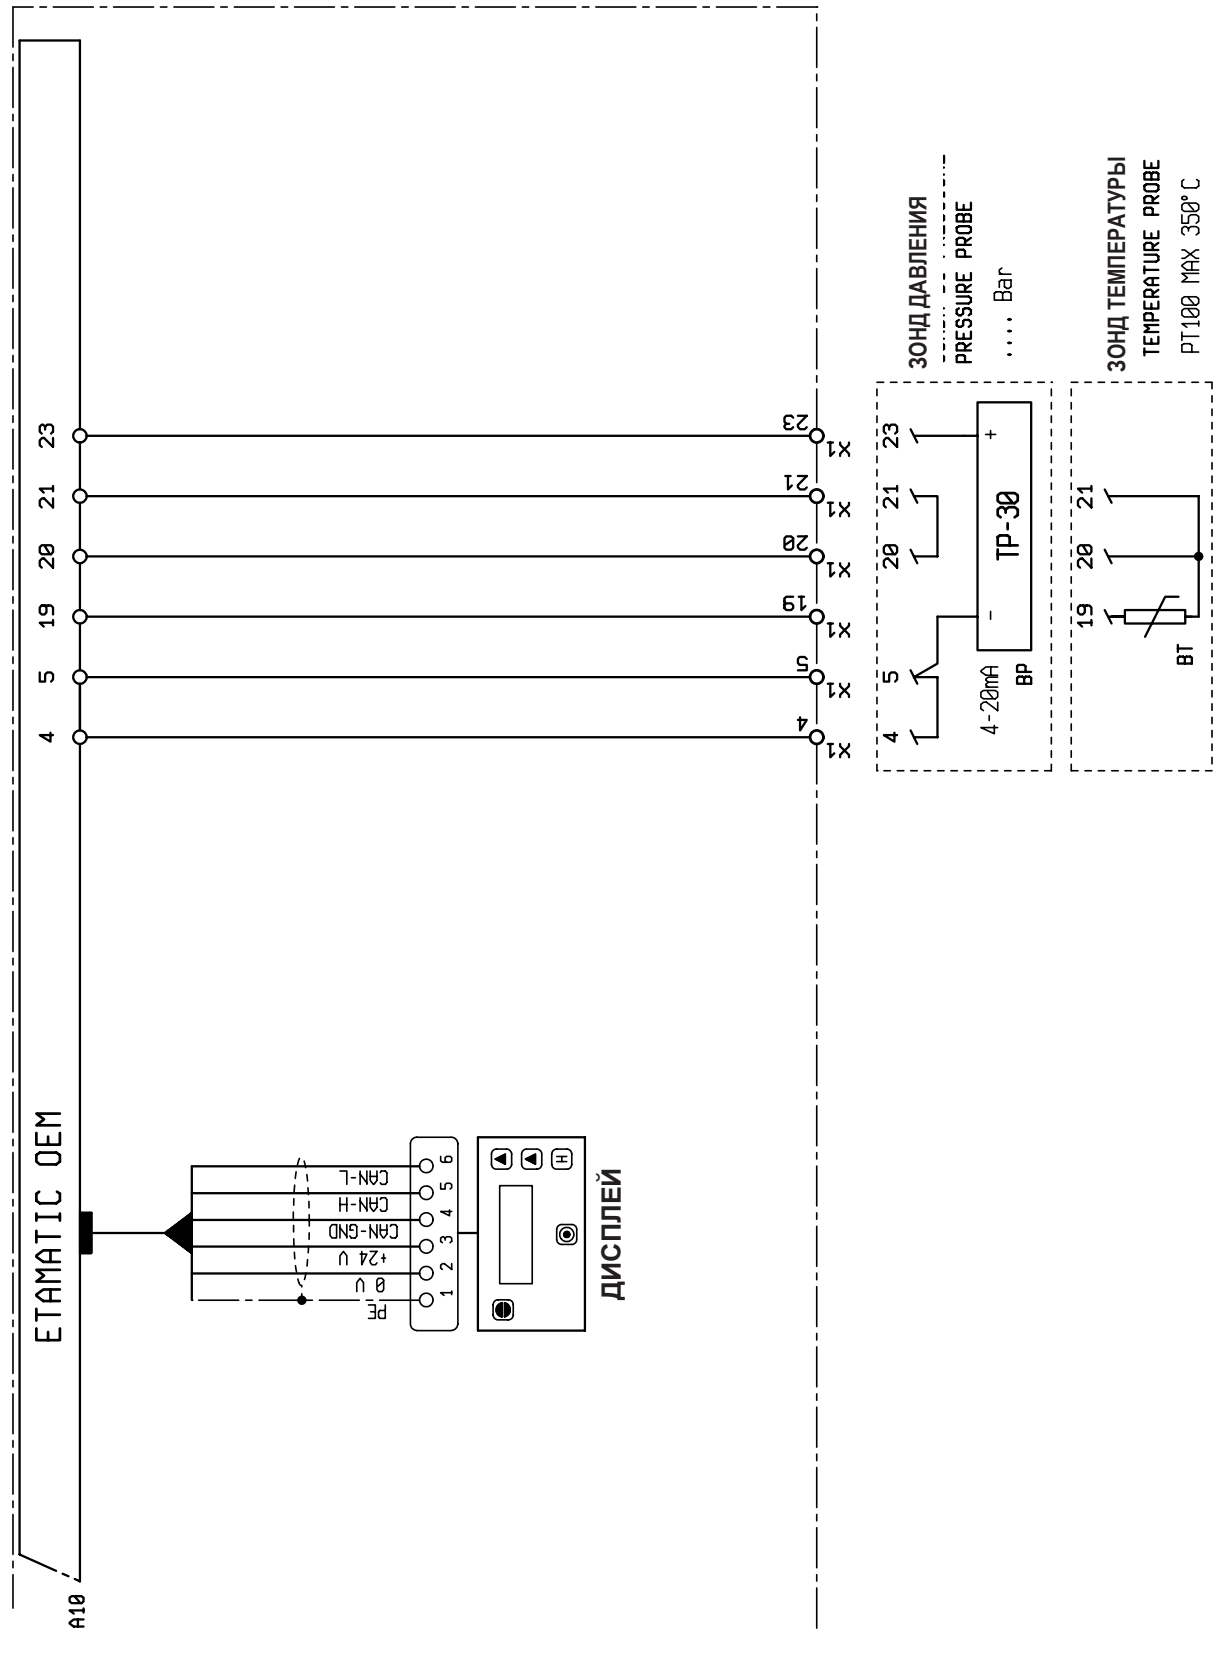 A10
ETAMATIC OEM
4
5
19
20
21
23
PE
0 V
+24 V
CAN-GND
CAN-H
CAN-L
1
2
3
4
5
6
H
ДИСПЛЕЙ
4
5
19
20
21
23
X1
X1
X1
X1
X1
X1
4
5
20
21
23
4-20mA
BP
-
TP-30
+
ЗОНД ДАВЛЕНИЯ
PRESSURE PROBE
.... Bar
19
20
21
BT
ЗОНД ТЕМПЕРАТУРЫ
TEMPERATURE PROBE
PT100 MAX 350°C